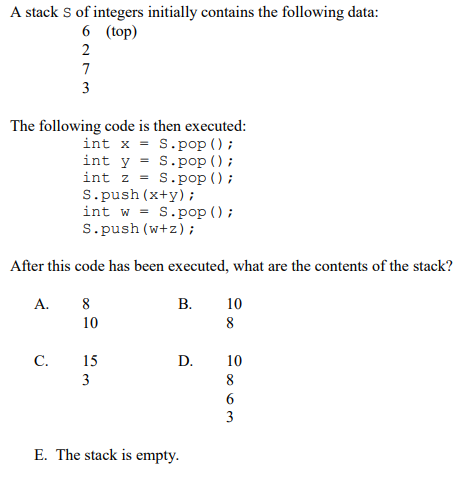 A stack S of integers initially contains the following data:
6 (top)
2
7
3
The following code is then executed:
int x = S.pop();
int y = S.pop();
int z = S.pop();
S.push(x+y);
int w = S.pop();
S.push(w+z);
After this code has been executed, what are the contents of the stack?
A. 8 B. 10
10 8
C. 15 D. 10
3 8
6
3
E. The stack is empty.